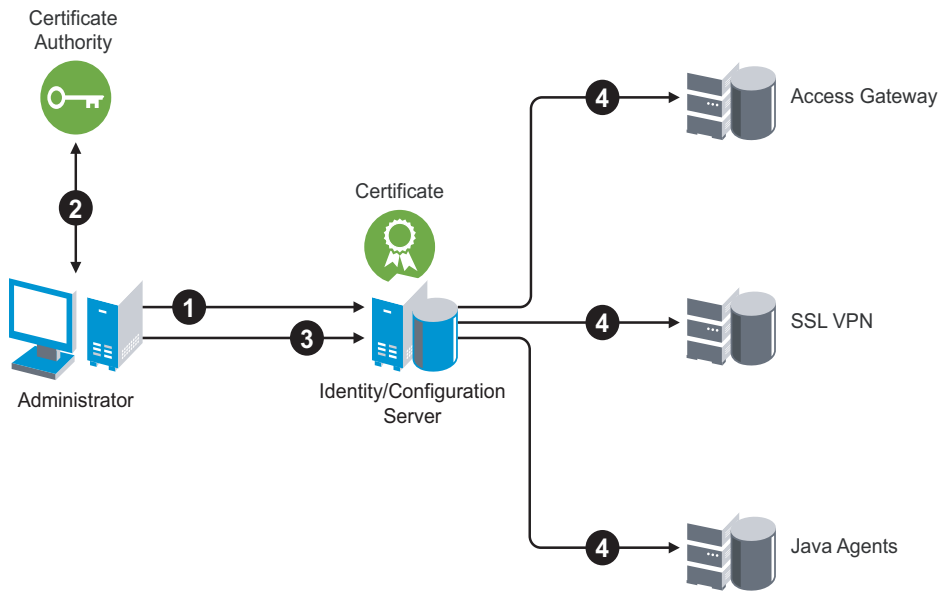 Certificate
Authority
4
Access Gateway
2
Certificate
1
3
4
SSL VPN
Administrator
Identity/Configuration
Server
4
Java Agents